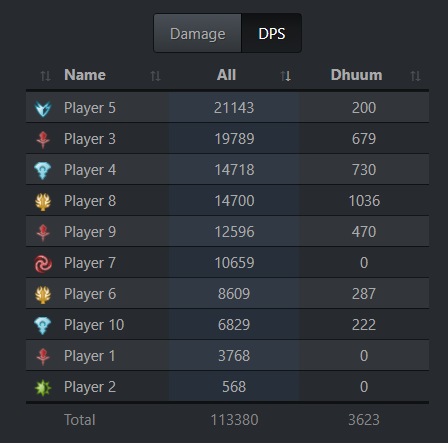 Damage DPS
Name All Dhuum
Player 5 21143 200
Player 3 19789 679
Player 4 14718 730
Player 8 14700 1036
Player 9 12596 470
Player 7 10659 0
Player 6 8609 287
Player 10 6829 222
Player 1 3768 0
Player 2 568 0
Total 113380 3623